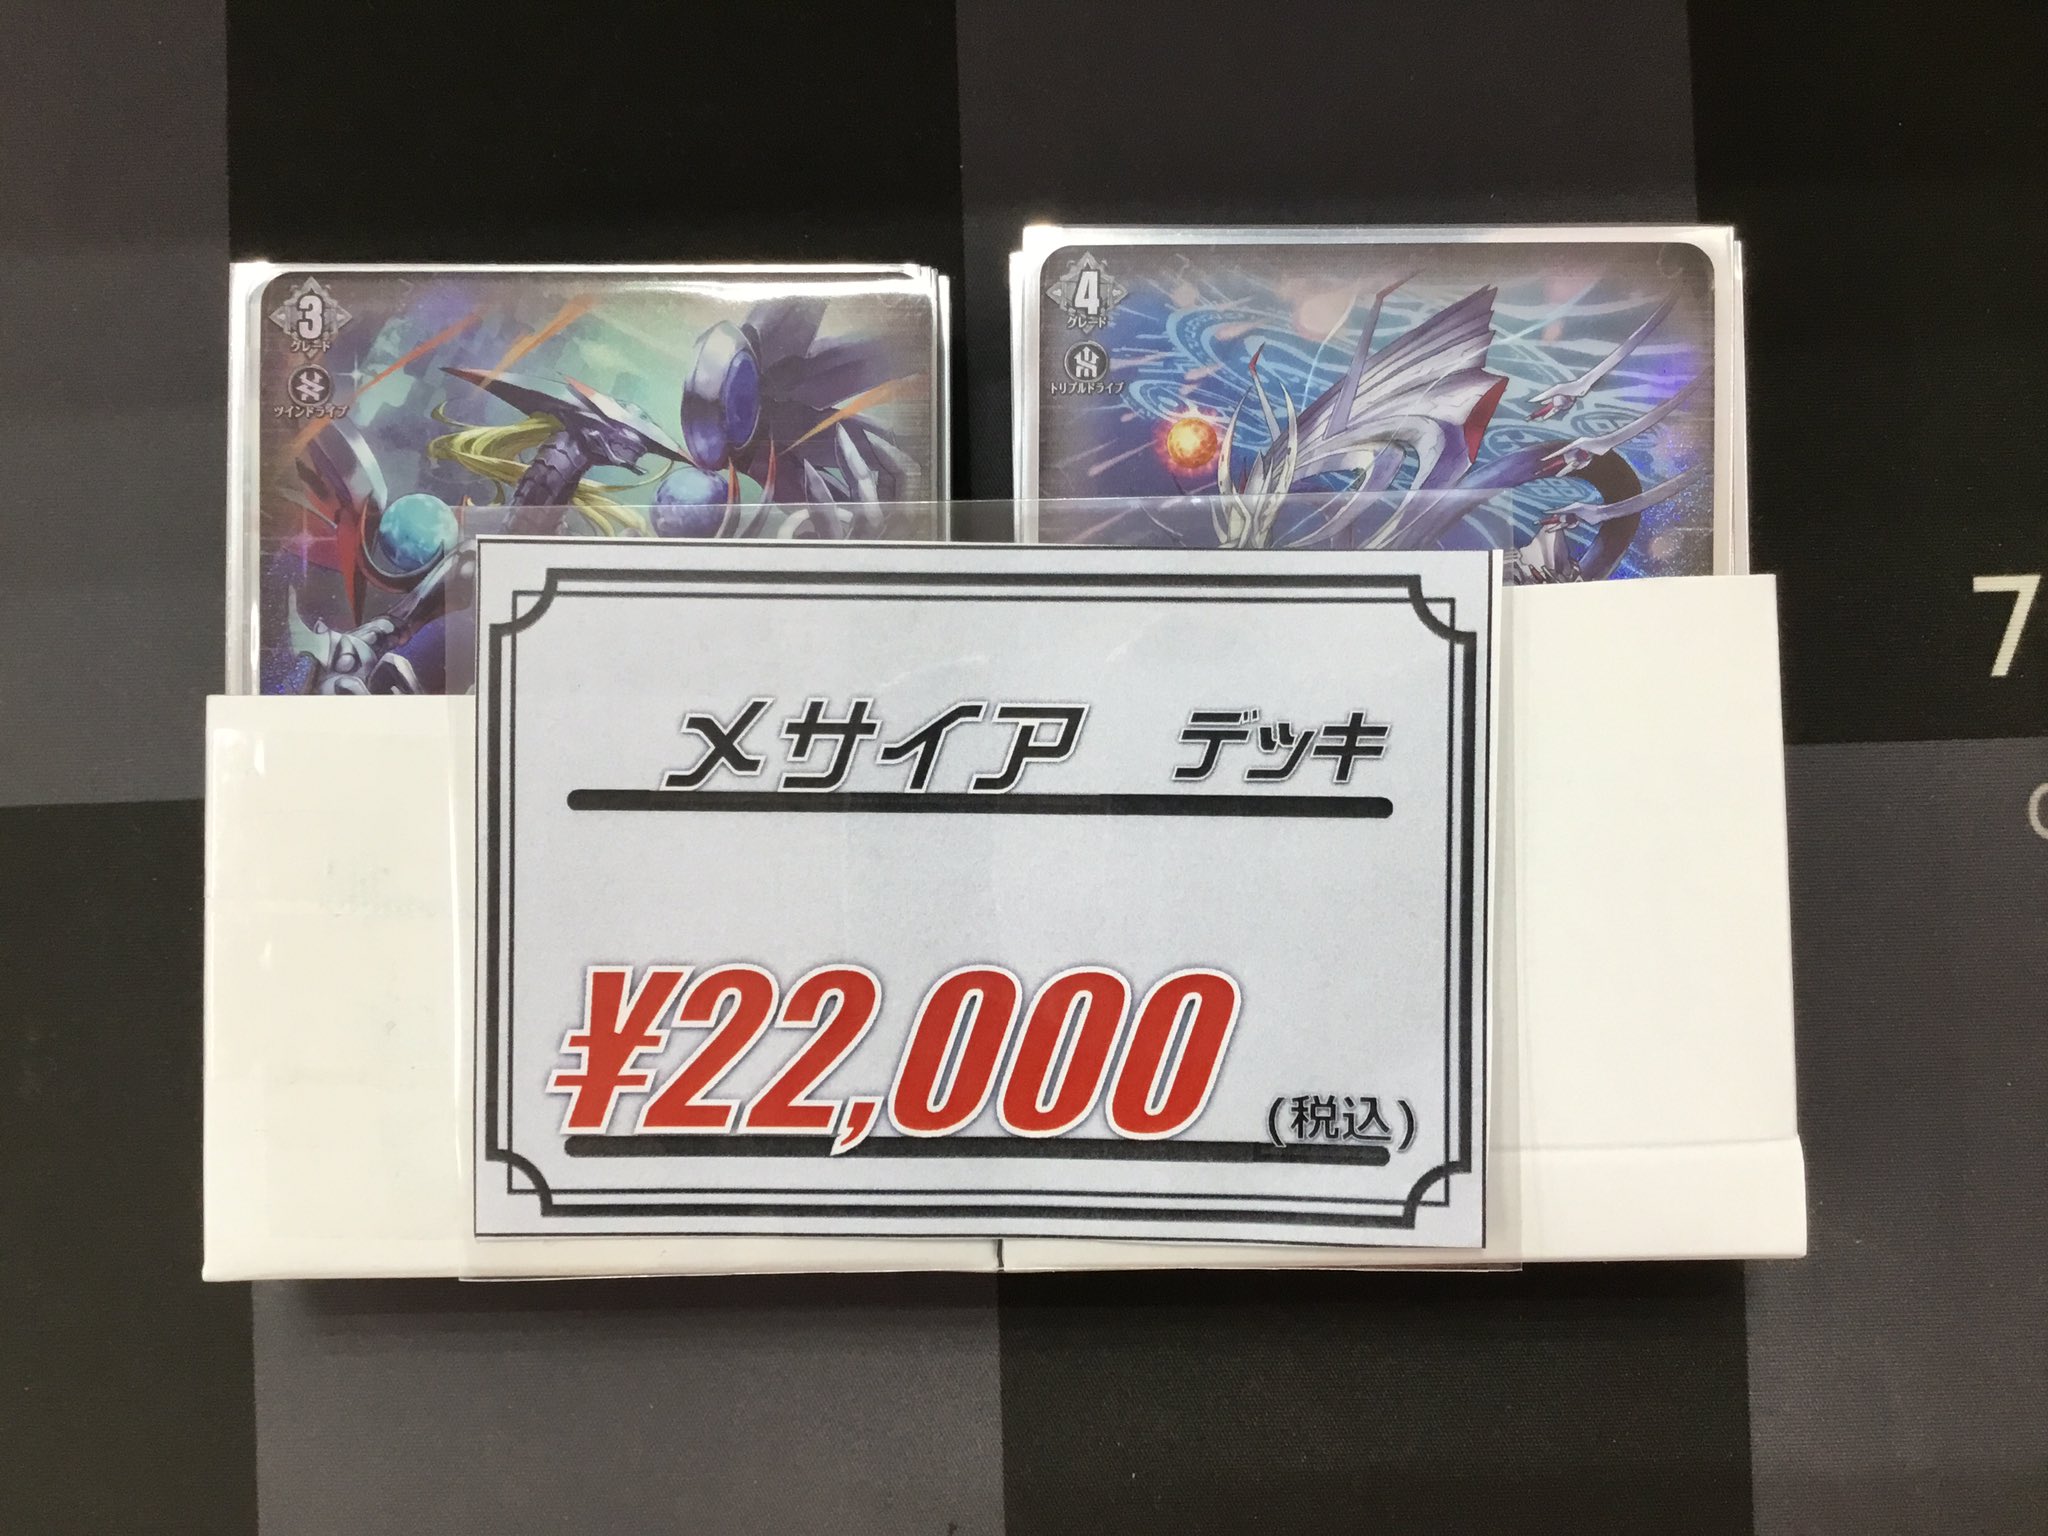 3
グレード
ツインドライブ
4
グレード
トリプルドライブ
メサイア デッキ
¥22,000 (税込)
7